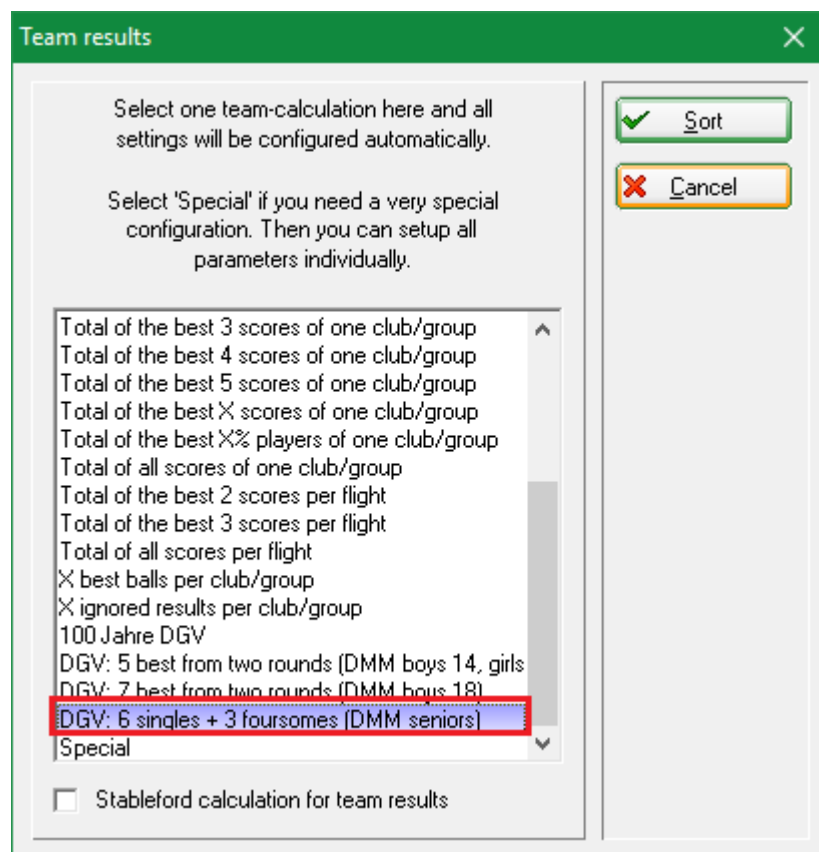 Team results
Select one team-calculation here and all
settings will be configured automatically.
Select 'Special' if you need a very special
configuration. Then you can setup all
parameters individually.
Total of the best 3 scores of one club/group
Total of the best 4 scores of one club/group
Total of the best 5 scores of one club/group
Total of the best X scores of one club/group
Total of the best X% players of one club/group
Total of all scores of one club/group
Total of the best 2 scores per flight
Total of the best 3 scores per flight
Total of all scores per flight
X best balls per club/group
X ignored results per club/group
100 Jahre DGV
DGV: 5 best from two rounds (DMM boys 14, girls
DGV: 7 best from two rounds (DMM boys 18)
DGV: 6 singles + 3 foursomes (DMM seniors)
Special
Stableford calculation for team results
Sort
Cancel